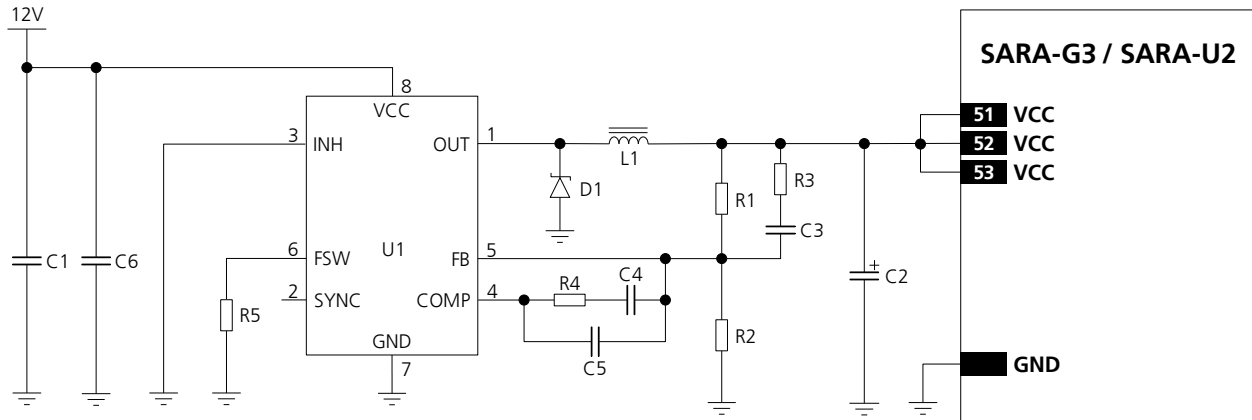 12V
SARA-G3 / SARA-U2
8
VCC
51 VCC
3 INH
OUT 1
52 VCC
L1
53 VCC
R3
D1
R1
C3
C1
C6
6 FSW
U1
FB 5
C4
C2
R4
2 SYNC
COMP 4
R5
R2
GND
C5
7
GND
+